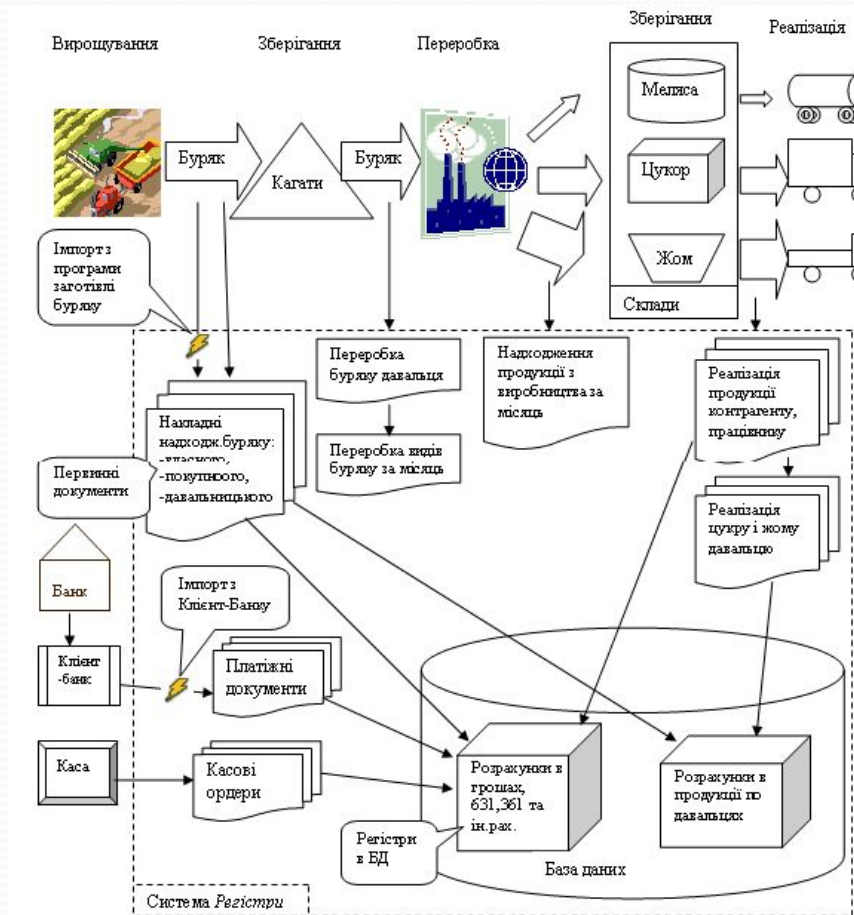 Вирощування
Зберігання
Переробка
Зберігання
Реалізація
Меляса
Буряк
Кагати
Буряк
Цукор
Жом
Склади
Імпорт з
програми
заготівлі
буряку
Переробка
буряку давальця
Надходження
продукції з
виробництва за
місяць
Реалізація
продукції
контрагенту,
працівнику
Накладні
надходж.буряку:
-власного,
-покупного,
-давальницького
Переробка видів
буряку за місяць
Первинні
документи
Реалізація
цукру і жому
давальцю
Банк
Імпорт з
Клієнт-Банку
Клієнт
-банк
Платіжні
документи
Каса
Касові
ордери
Розрахунки в
грошах,
631,361 та
ін.рах.
Розрахунки в
продукції по
давальцях
Регістри
в БД
База даних
Система Регістри